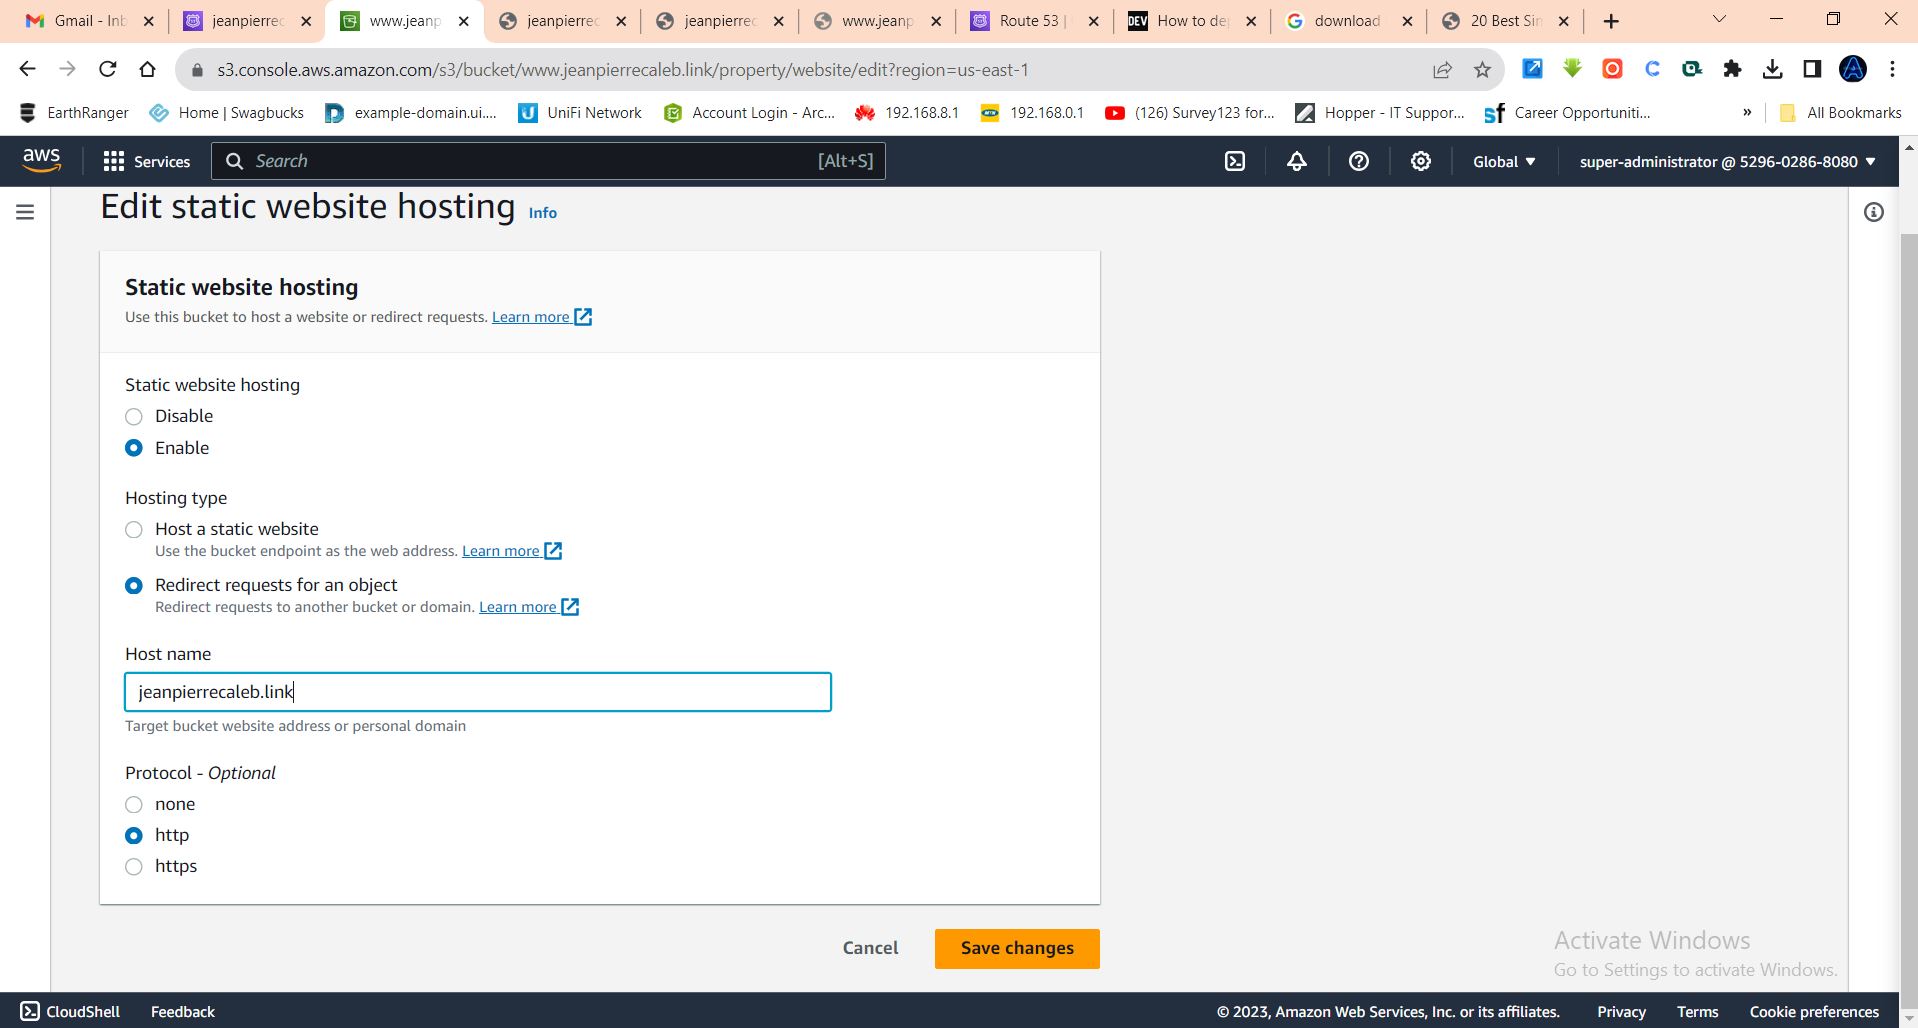 Gmail - Inb
jeanpierrec
www.jeanp
jeanpierrec
jeanpierrec
www.jeanp
Route 53 |
DEV
How to de
download
20 Best Sin
s3.console.aws.amazon.com/s3/bucket/www.jeanpierrecaleb.link/property/website/edit?region=us-east-1
EarthRanger
Home | Swagbucks
example-domain.ui....
UniFi Network
Account Login - Arc...
192.168.8.1
192.168.0.1
(126) Survey123 for...
Hopper - IT Suppor...
Career Opportuniti...
»
All Bookmarks
aws
Services
Search
[Alt+S]
Global
super-administrator @ 5296-0286-8080
Edit static website hosting Info
Static website hosting
Use this bucket to host a website or redirect requests. Learn more
Static website hosting
Disable
Enable
Hosting type
Host a static website
Use the bucket endpoint as the web address. Learn more
Redirect requests for an object
Redirect requests to another bucket or domain. Learn more
Host name
jeanpierrecaleb.link
Target bucket website address or personal domain
Protocol - Optional
none
http
https
Cancel
Save changes
Activate Windows
Go to Settings to activate Windows.
CloudShell
Feedback
© 2023, Amazon Web Services, Inc. or its affiliates.
Privacy
Terms
Cookie preferences